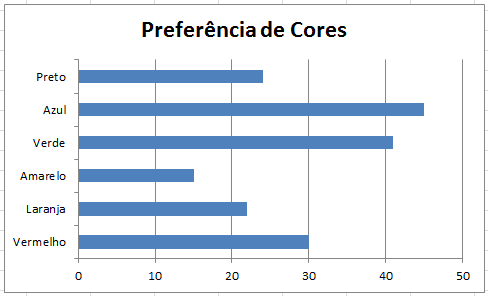 Preferência de Cores
Preto
Azul
Verde
Amarelo
Laranja
Vermelho
0 10 20 30 40 50